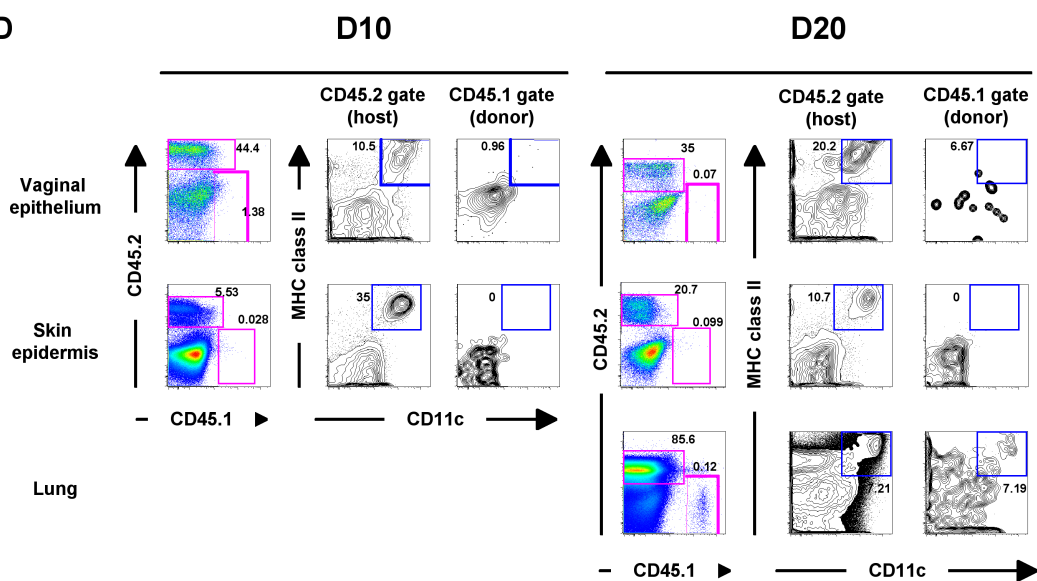 D
D10
D20
CD45.2 gate
(host)
CD45.1 gate
(donor)
CD45.2 gate
(host)
CD45.1 gate
(donor)
Vaginal
epithelium
44.4
1.38
10.5
0.96
35
0.07
20.2
6.67
CD45.2
MHC class II
CD45.2
MHC class II
Skin
epidermis
5.53
0.028
35
0
20.7
0.099
10.7
0
CD45.1
CD11c
Lung
85.6
0.12
7.21
7.19
CD45.1
CD11c